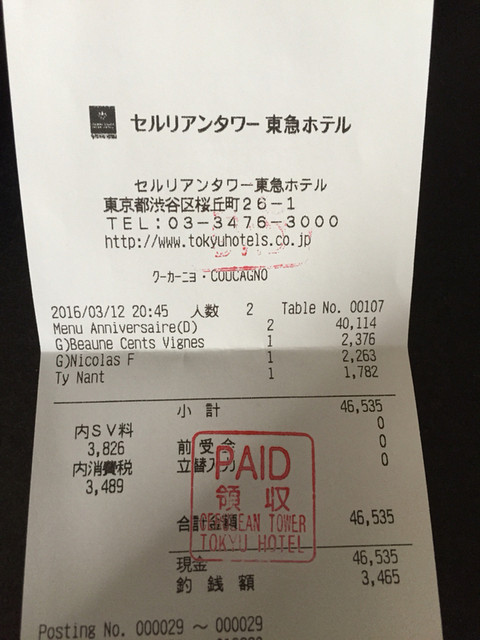 セルリアンタワー 東急ホテル
セルリアンタワー東急ホテル
東京都渋谷区桜丘町26-1
TEL:03-3476-3000
http://www.tokyuhotels.co.jp
クーカーニョ・COUCAGNO
2016/03/12 20:45 人数 2 Table No. 00107
Menu Anniversaire(D) 2 40,114
G)Beaune Cents Vignes 1 2,376
G)Nicolas F 1 2,263
Ty Nant 1 1,782
小 計 46,535
0
内SV料
3,826
前受金 0
内消費税
3,489
立替入力 0
PAID
領収
CERULEAN TOWER
TOKYU HOTEL
合計金額 46,535
現金 46,535
釣 銭 額 3,465
Posting No. 000029 ～ 000029